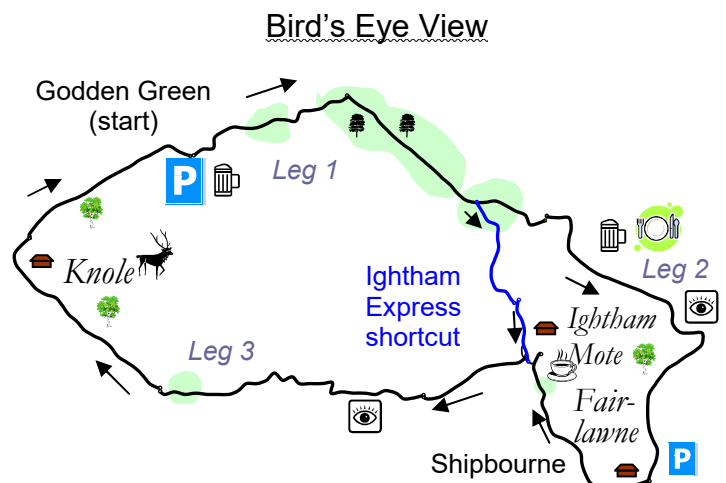 Bird's Eye View
Godden Green
(start)
P
Leg 1
Knole
Ightham
Express
shortcut
Leg 2
Ightham
Mote
Leg 3
Fair-
lawne
Shipbourne
P